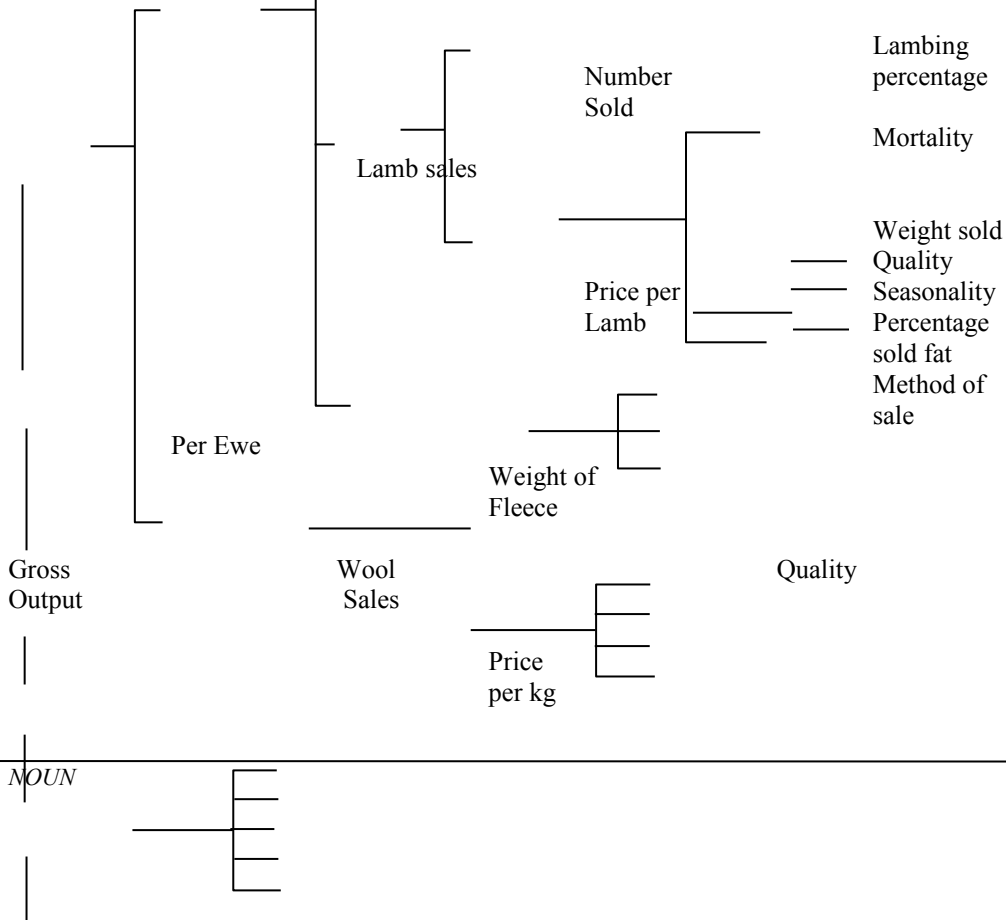 Lambing
percentage
Number
Sold
Mortality
Lamb sales
Weight sold
Quality
Price per
Lamb
Seasonality
Percentage
sold fat
Method of
sale
Per Ewe
Weight of
Fleece
Gross
Output
Wool
Sales
Quality
Price
per kg
NOUN